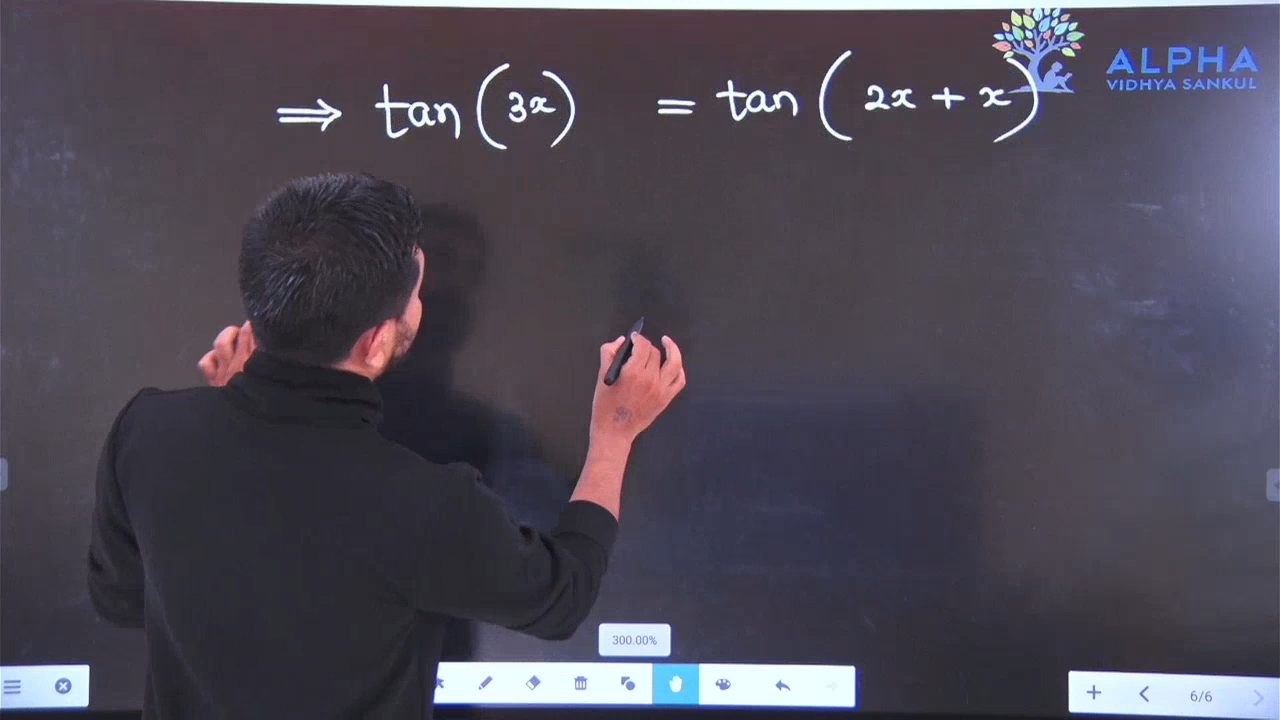 ⇒ tan(3x) = tan(2x + x)
ALPHA
VIDHYA SANKUL
300.00%
6/6